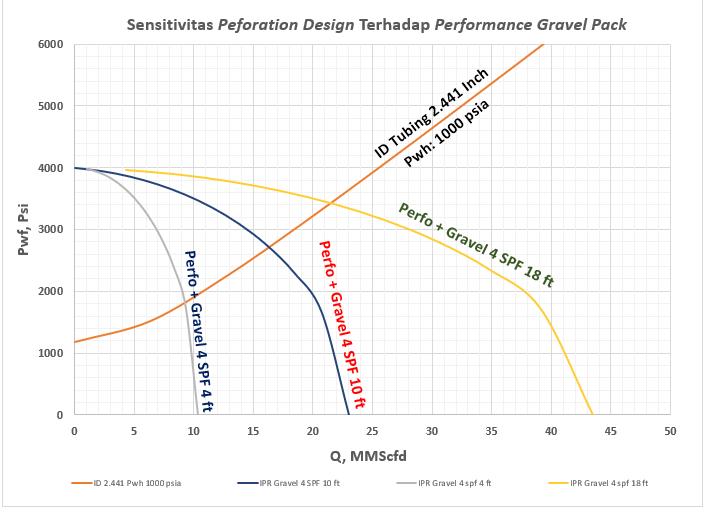 Sensitivitas Peforation Design Terhadap Performance Gravel Pack
6000
5000
4000
3000
2000
1000
0
Pwf, Psi
ID Tubing 2.441 Inch
Pwh: 1000 psia
Perfo + Gravel 4 SPF 18 ft
Perfo + Gravel 4 SPF 4 ft
Perfo + Gravel 4 SPF 10 ft
0 5 10 15 20 25 30 35 40 45 50
Q, MMScfd
ID 2.441 Pwh 1000 psia IPR Gravel 4 SPF 10 ft IPR Gravel 4 spf 4 ft IPR Gravel 4 spf 18 ft